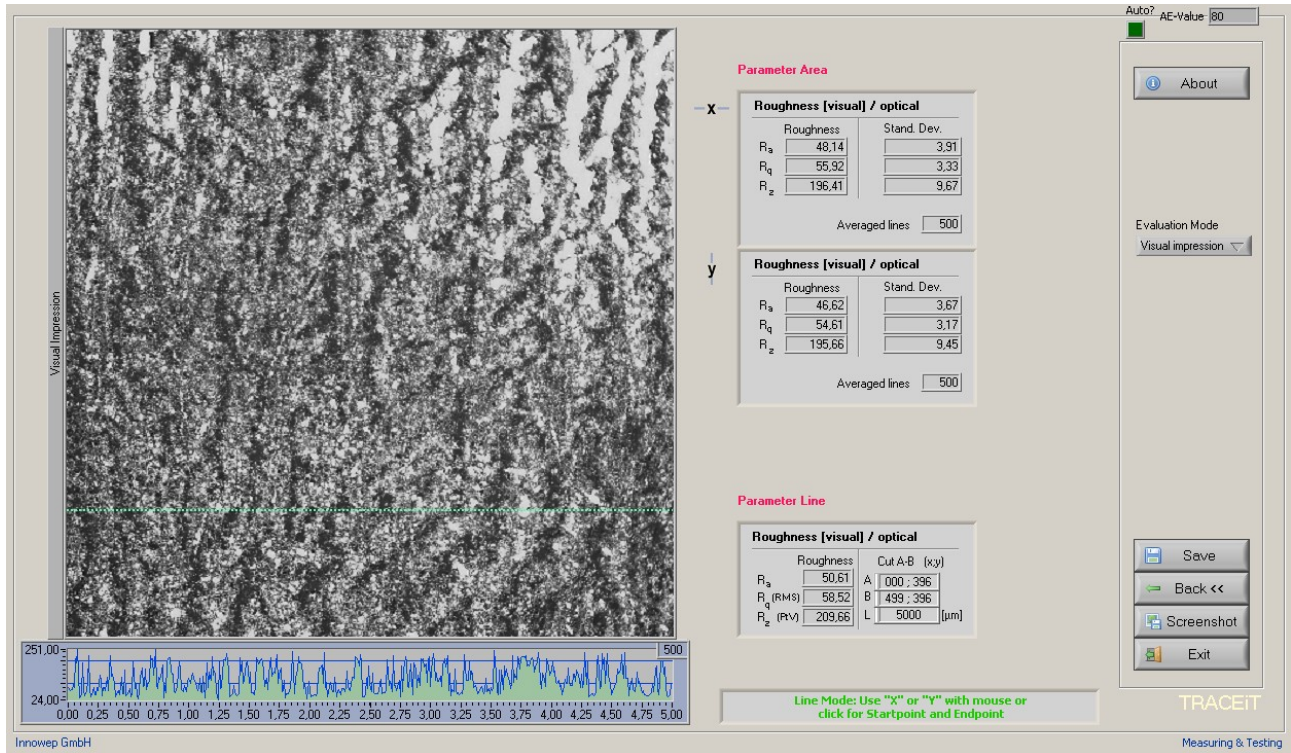 Auto? AE-Value 80
Visual Impression
Parameter Area
x
Roughness [visual] / optical
Roughness Stand. Dev.
Ra 48,14 3,91
Rq 55,92 3,33
Rz 196,41 9,67
Averaged lines 500
y
Roughness [visual] / optical
Roughness Stand. Dev.
Ra 46,62 3,67
Rq 54,61 3,17
Rz 195,66 9,45
Averaged lines 500
Parameter Line
Roughness [visual] / optical
Roughness Cut A-B (x;y)
Ra 50,61 A 000 ; 396
Rq (RMS) 58,52 B 499 ; 396
Rz (PtV) 209,66 L 5000 [µm]
251,00 500
24,00
0,00 0,25 0,50 0,75 1,00 1,25 1,50 1,75 2,00 2,25 2,50 2,75 3,00 3,25 3,50 3,75 4,00 4,25 4,50 4,75 5,00
Line Mode: Use "X" or "Y" with mouse or
click for Startpoint and Endpoint
About
Evaluation Mode
Visual impression
Save
Back <<
Screenshot
Exit
TRACEiT
Innowep GmbH
Measuring & Testing